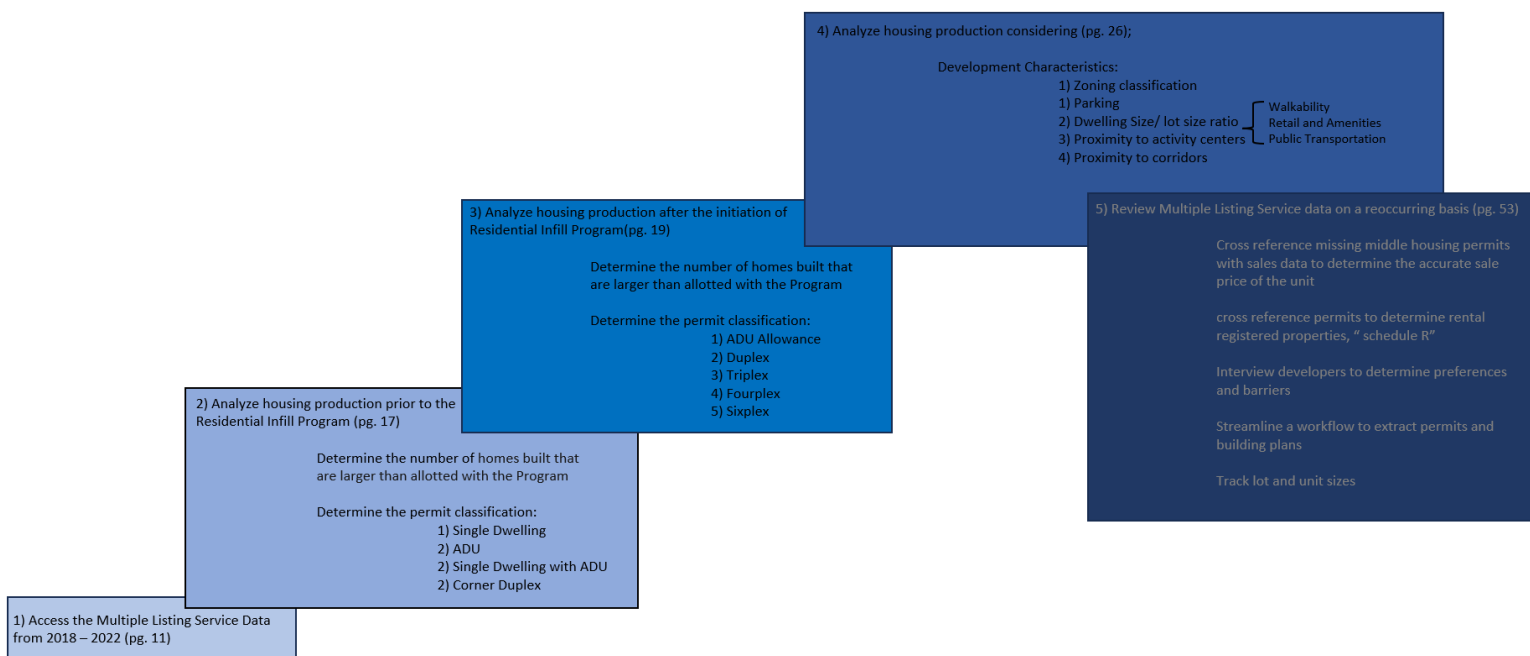 4) Analyze housing production considering (pg. 26);
Development Characteristics:
1) Zoning classification
1) Parking
2) Dwelling Size/ lot size ratio
3) Proximity to activity centers
4) Proximity to corridors
Walkability
Retail and Amenities
Public Transportation
5) Review Multiple Listing Service data on a reoccurring basis (pg. 53)
Cross reference missing middle housing permits
with sales data to determine the accurate sale
price of the unit
cross reference permits to determine rental
registered properties, “ schedule R”
Interview developers to determine preferences
and barriers
Streamline a workflow to extract permits and
building plans
Track lot and unit sizes
3) Analyze housing production after the initiation of
Residential Infill Program(pg. 19)
Determine the number of homes built that
are larger than allotted with the Program
Determine the permit classification:
1) ADU Allowance
2) Duplex
3) Triplex
4) Fourplex
5) Sixplex
2) Analyze housing production prior to the
Residential Infill Program (pg. 17)
Determine the number of homes built that
are larger than allotted with the Program
Determine the permit classification:
1) Single Dwelling
2) ADU
2) Single Dwelling with ADU
2) Corner Duplex
1) Access the Multiple Listing Service Data
from 2018 – 2022 (pg. 11)